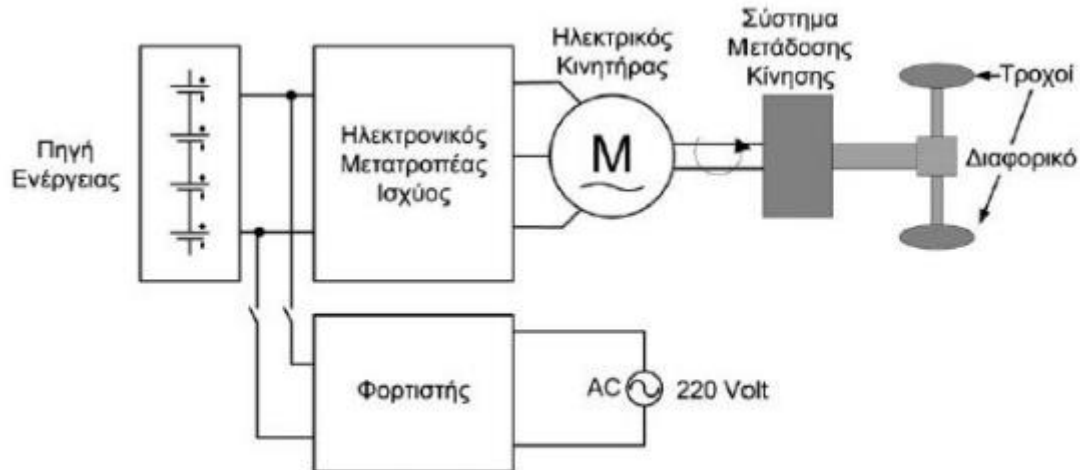 Πηγή
Ενέργειας
Ηλεκτρονικός
Μετατροπέας
Ισχύος
Ηλεκτρικός
Κινητήρας
M
Σύστημα
Μετάδοσης
Κίνησης
Τροχοί
Διαφορικό
Φορτιστής
AC
220 Volt